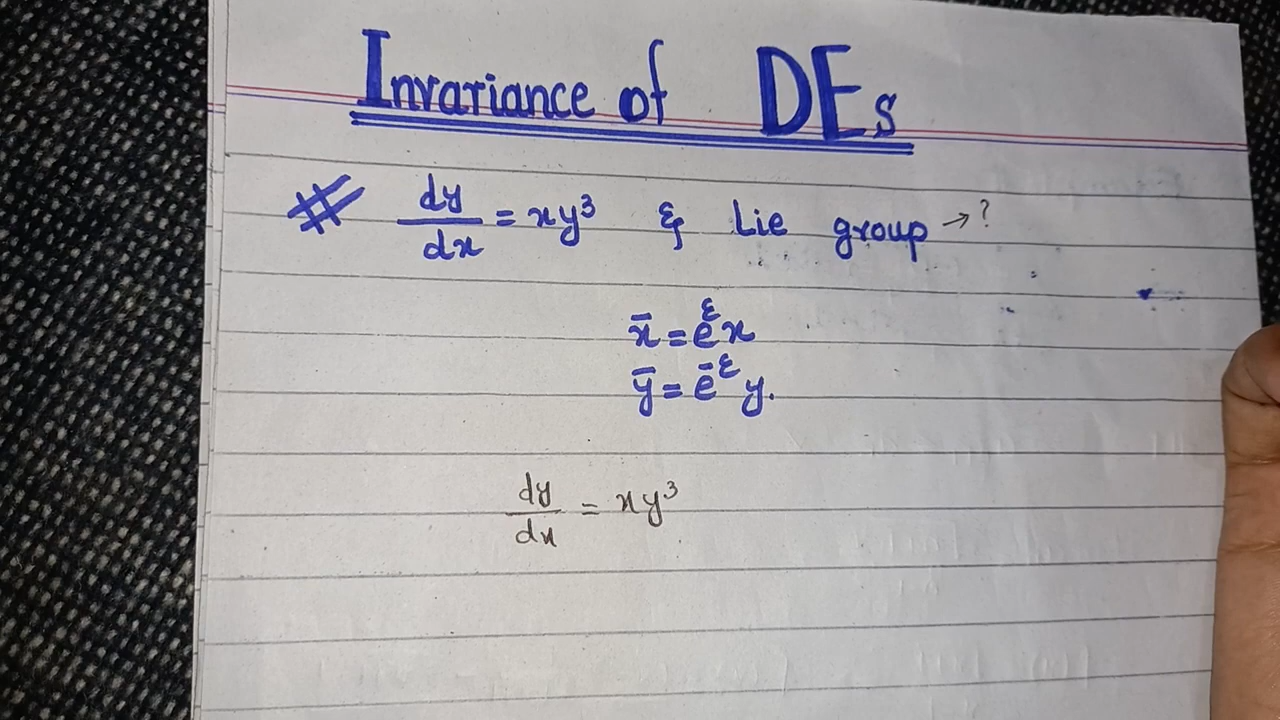 Invariance of DEs
# dy/dx = xy³ & Lie group → ?
x̄ = e^ε x
ȳ = e^-ε y.
dy/dx = xy³